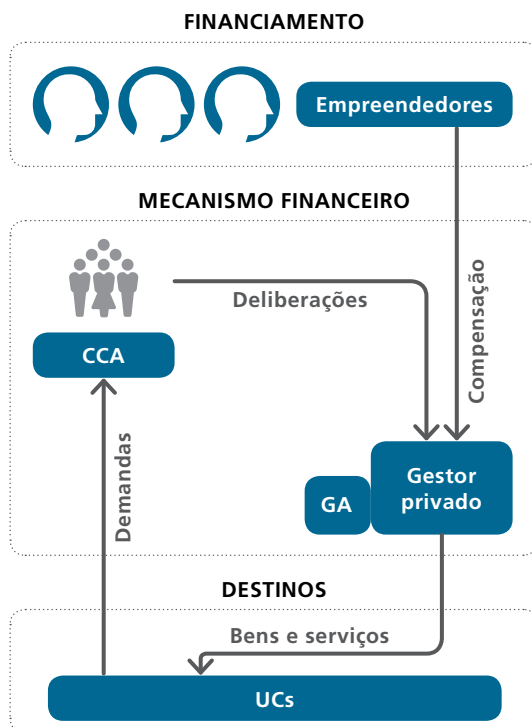 FINANCIAMENTO
Empreendedores
MECANISMO FINANCEIRO
Deliberações
Compensação
CCA
Demandas
Gestor
privado
GA
DESTINOS
Bens e serviços
UCs